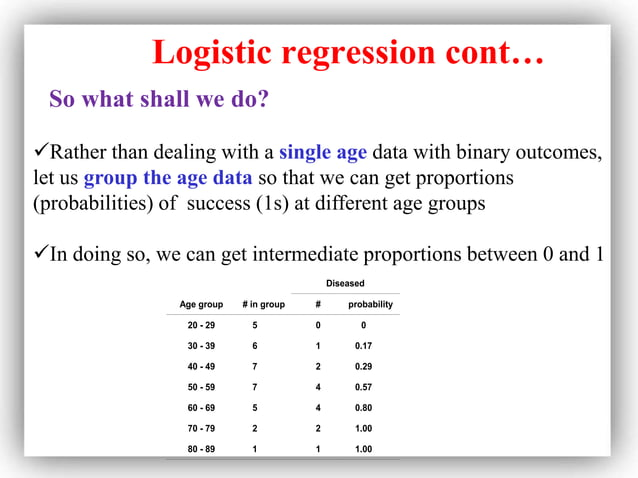 Logistic regression cont…
So what shall we do?
✓Rather than dealing with a single age data with binary outcomes,
let us group the age data so that we can get proportions
(probabilities) of success (1s) at different age groups
✓In doing so, we can get intermediate proportions between 0 and 1
Diseased
Age group # in group # probability
20 - 29 5 0 0
30 - 39 6 1 0.17
40 - 49 7 2 0.29
50 - 59 7 4 0.57
60 - 69 5 4 0.80
70 - 79 2 2 1.00
80 - 89 1 1 1.00